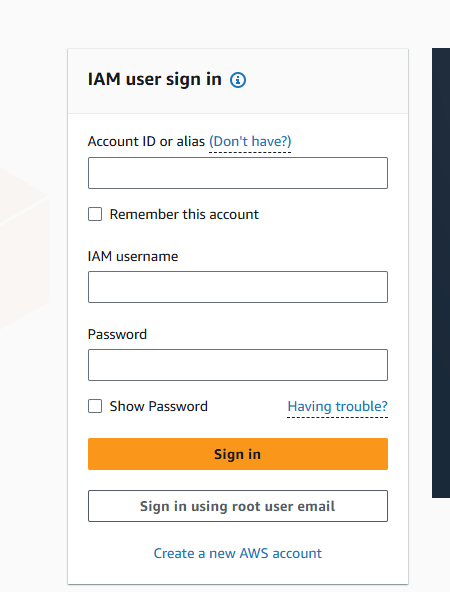 IAM user sign in
Account ID or alias (Don't have?)
Remember this account
IAM username
Password
Show Password Having trouble?
Sign in
Sign in using root user email
Create a new AWS account